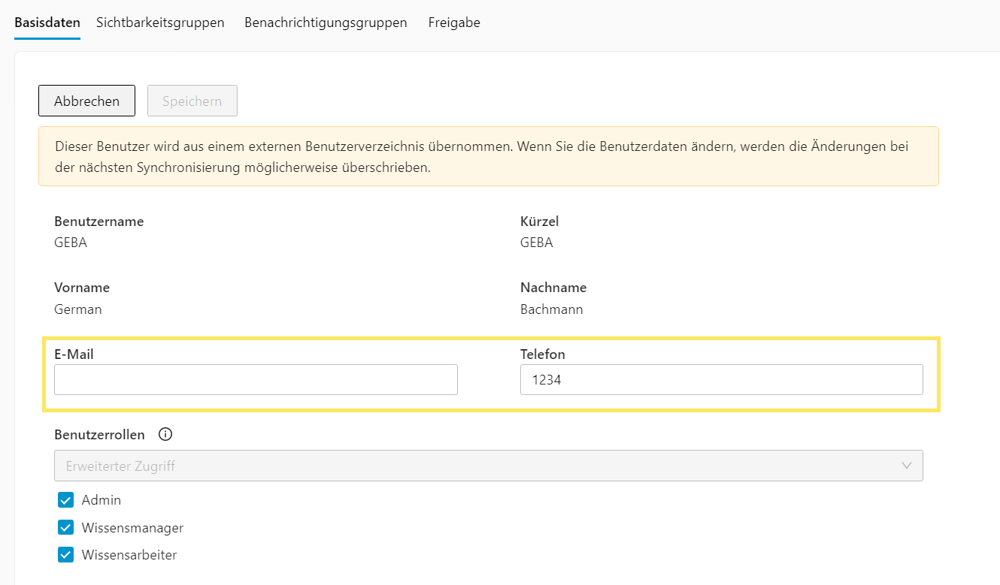 Basisdaten Sichtbarkeitsgruppen Benachrichtigungsgruppen Freigabe
Abbrechen Speichern
Dieser Benutzer wird aus einem externen Benutzerverzeichnis übernommen. Wenn Sie die Benutzerdaten ändern, werden die Änderungen bei
der nächsten Synchronisierung möglicherweise überschrieben.
Benutzername Kürzel
GEBA GEBA
Vorname Nachname
German Bachmann
E-Mail Telefon
1234
Benutzerrollen
Erweiterter Zugriff
Admin
Wissensmanager
Wissensarbeiter